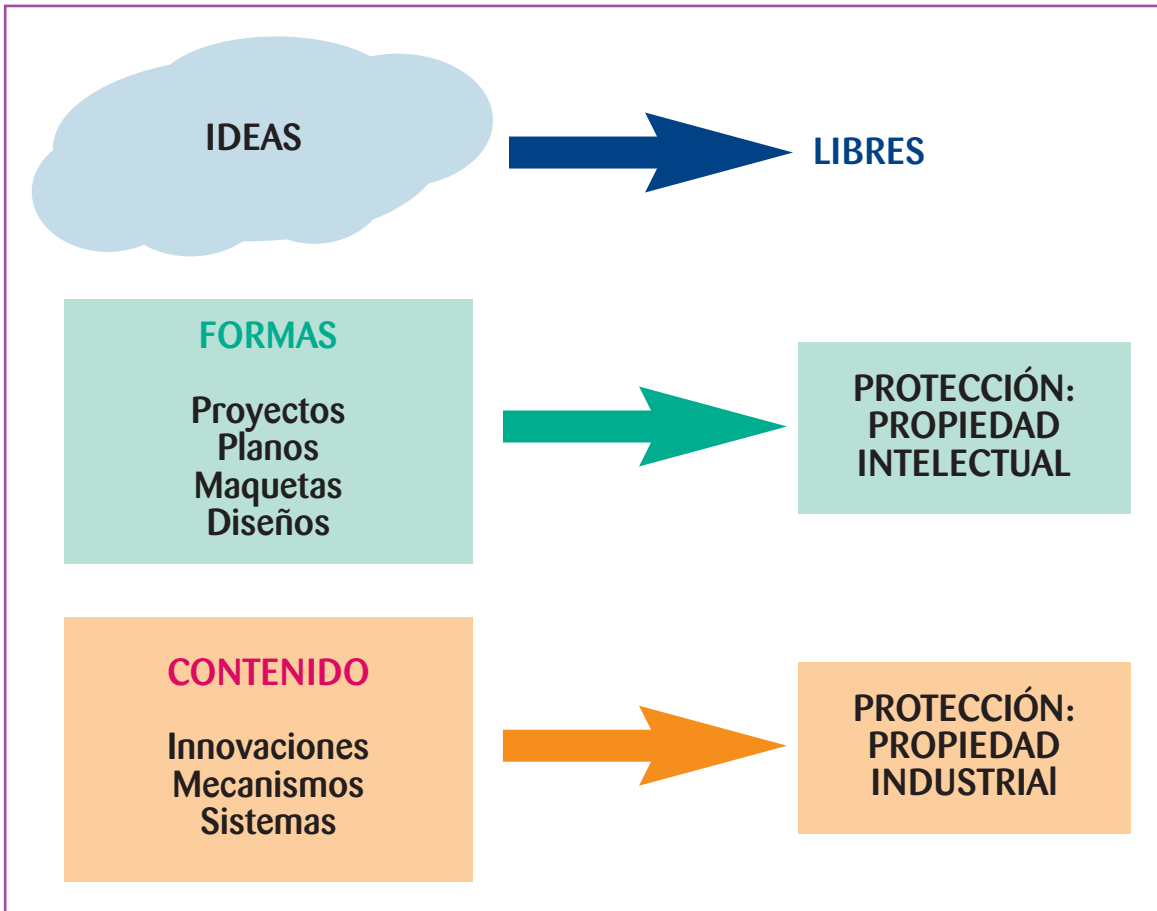 IDEAS
LIBRES
FORMAS
Proyectos
Planos
Maquetas
Diseños
PROTECCIÓN:
PROPIEDAD
INTELECTUAL
CONTENIDO
Innovaciones
Mecanismos
Sistemas
PROTECCIÓN:
PROPIEDAD
INDUSTRIAl